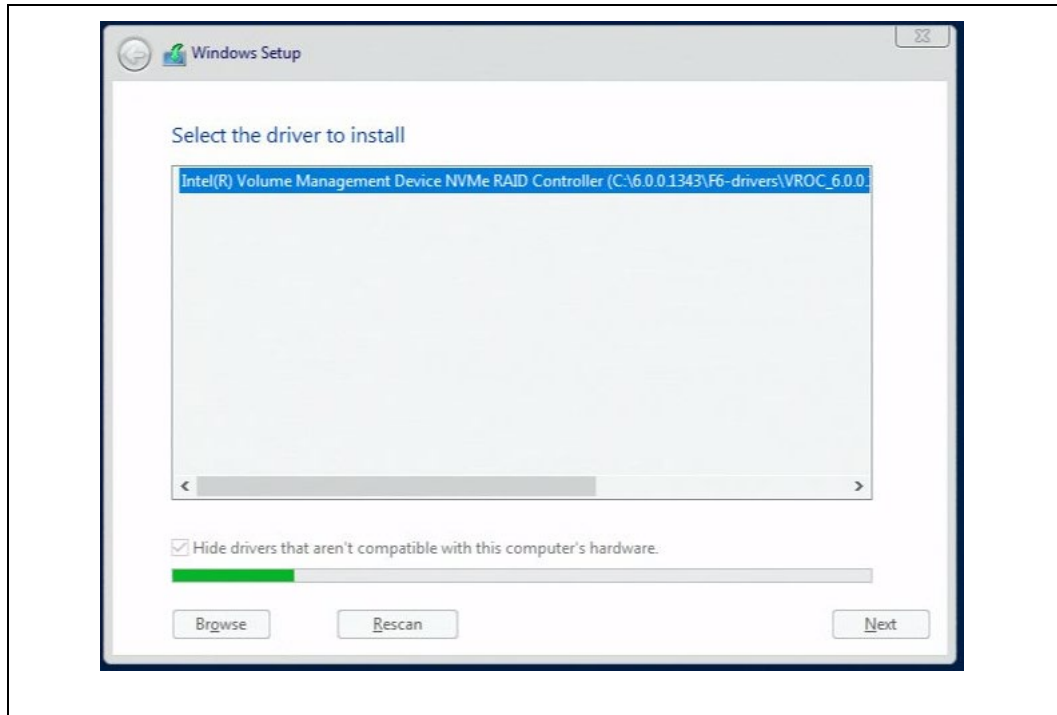 Windows Setup
Select the driver to install
Intel(R) Volume Management Device NVMe RAID Controller (C:\6.0.0.1343\F6-drivers\VROC_6.0.0.
Hide drivers that aren't compatible with this computer's hardware.
Browse Rescan Next